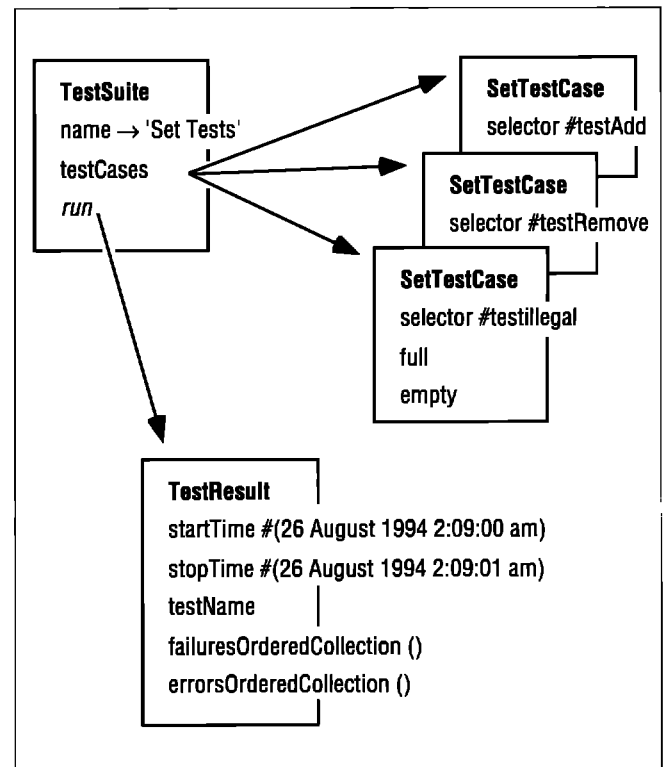 TestSuite
name → 'Set Tests'
testCases
run
SetTestCase
selector #testAdd
SetTestCase
selector #testRemove
SetTestCase
selector #testillegal
full
empty
TestResult
startTime #(26 August 1994 2:09:00 am)
stopTime #(26 August 1994 2:09:01 am)
testName
failuresOrderedCollection ()
errorsOrderedCollection ()